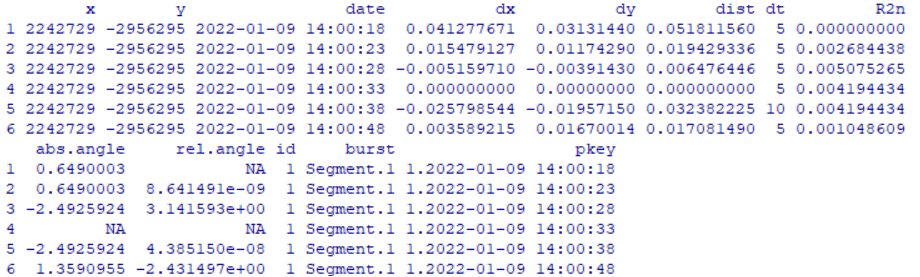 x y date dx dy dist dt R2n
1 2242729 -2956295 2022-01-09 14:00:18 0.041277671 0.03131440 0.051811560 5 0.000000000
2 2242729 -2956295 2022-01-09 14:00:23 0.015479127 0.01174290 0.019429336 5 0.002684438
3 2242729 -2956295 2022-01-09 14:00:28 -0.005159710 -0.00391430 0.006476446 5 0.005075265
4 2242729 -2956295 2022-01-09 14:00:33 0.000000000 0.00000000 0.000000000 5 0.004194434
5 2242729 -2956295 2022-01-09 14:00:38 -0.025798544 -0.01957150 0.032382225 10 0.004194434
6 2242729 -2956295 2022-01-09 14:00:48 0.003589215 0.01670014 0.017081490 5 0.001048609
abs.angle rel.angle id burst pkey
1 0.6490003 NA 1 Segment.1 1.2022-01-09 14:00:18
2 0.6490003 8.641491e-09 1 Segment.1 1.2022-01-09 14:00:23
3 -2.4925924 3.141593e+00 1 Segment.1 1.2022-01-09 14:00:28
4 NA NA 1 Segment.1 1.2022-01-09 14:00:33
5 -2.4925924 4.385150e-08 1 Segment.1 1.2022-01-09 14:00:38
6 1.3590955 -2.431497e+00 1 Segment.1 1.2022-01-09 14:00:48